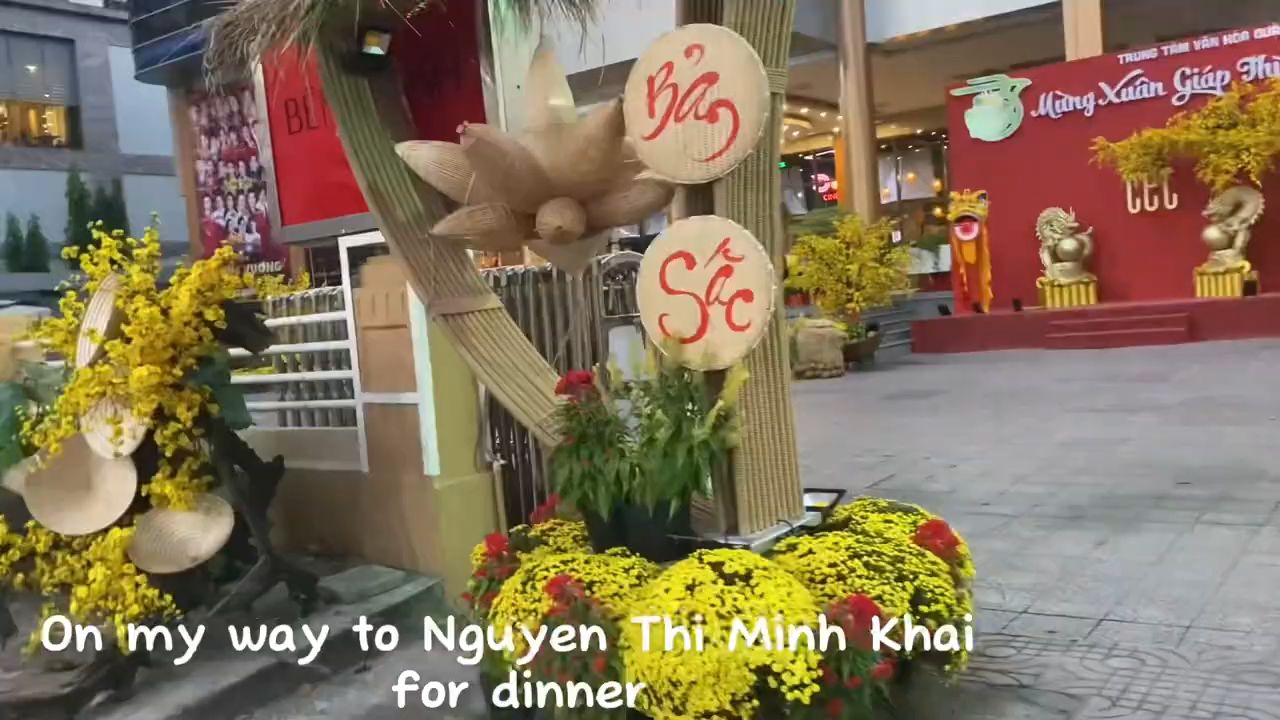 Bản
Sắc
TRUNG TÂM VĂN HÓA
Mừng Xuân Giáp
CINE
On my way to Nguyen Thi Minh Khai
for dinner